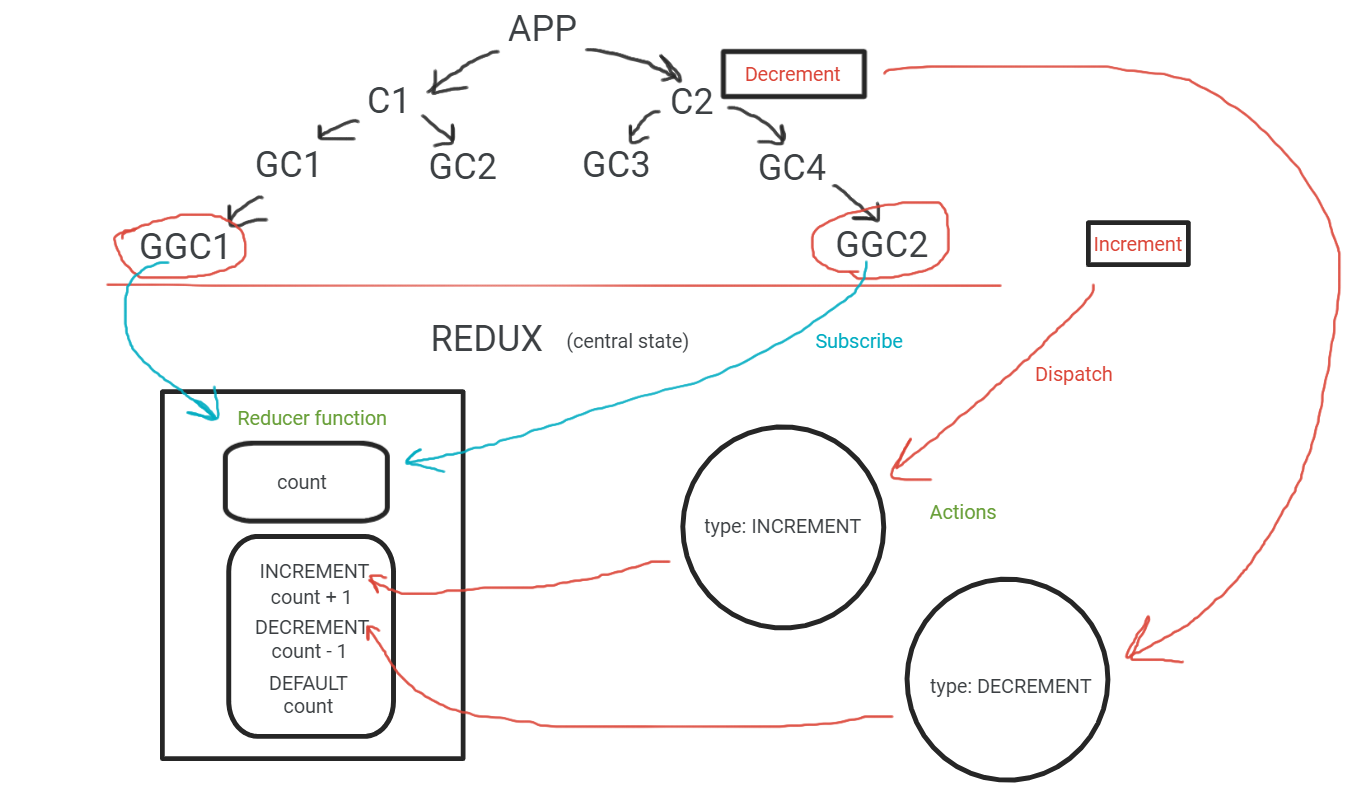 APP
Decrement
C1
C2
GC1
GC2
GC3
GC4
GGC1
GGC2
Increment
REDUX (central state)
Subscribe
Dispatch
Reducer function
count
Actions
type: INCREMENT
INCREMENT
count + 1
DECREMENT
count - 1
DEFAULT
count
type: DECREMENT